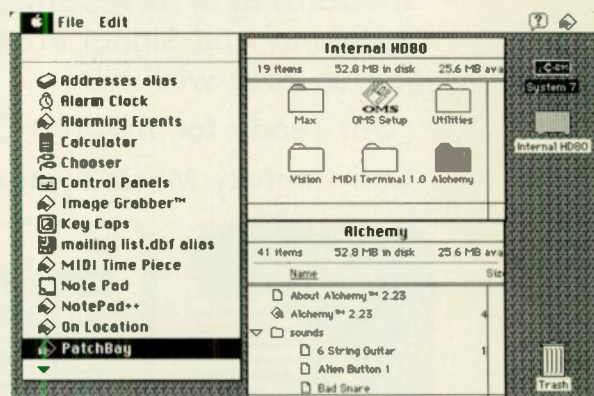 File Edit
Addresses alias
Alarm Clock
Alarming Events
Calculator
Chooser
Control Panels
Image Grabber™
Key Caps
mailing list.dbf alias
MIDI Time Piece
Note Pad
NotePad++
On Location
PatchBay
Internal HD80
19 items 52.8 MB in disk 25.6 MB ava
Max OMS Setup Utilities
OMS
Vision MIDI Terminal 1.0 Alchemy
Alchemy
41 items 52.8 MB in disk 25.6 MB ava
Name Siz
About Alchemy™ 2.23
Alchemy™ 2.23 4
sounds
6 String Guitar 1
Alien Button 1
Bad Snare
System 7
Internal HD80
Trash